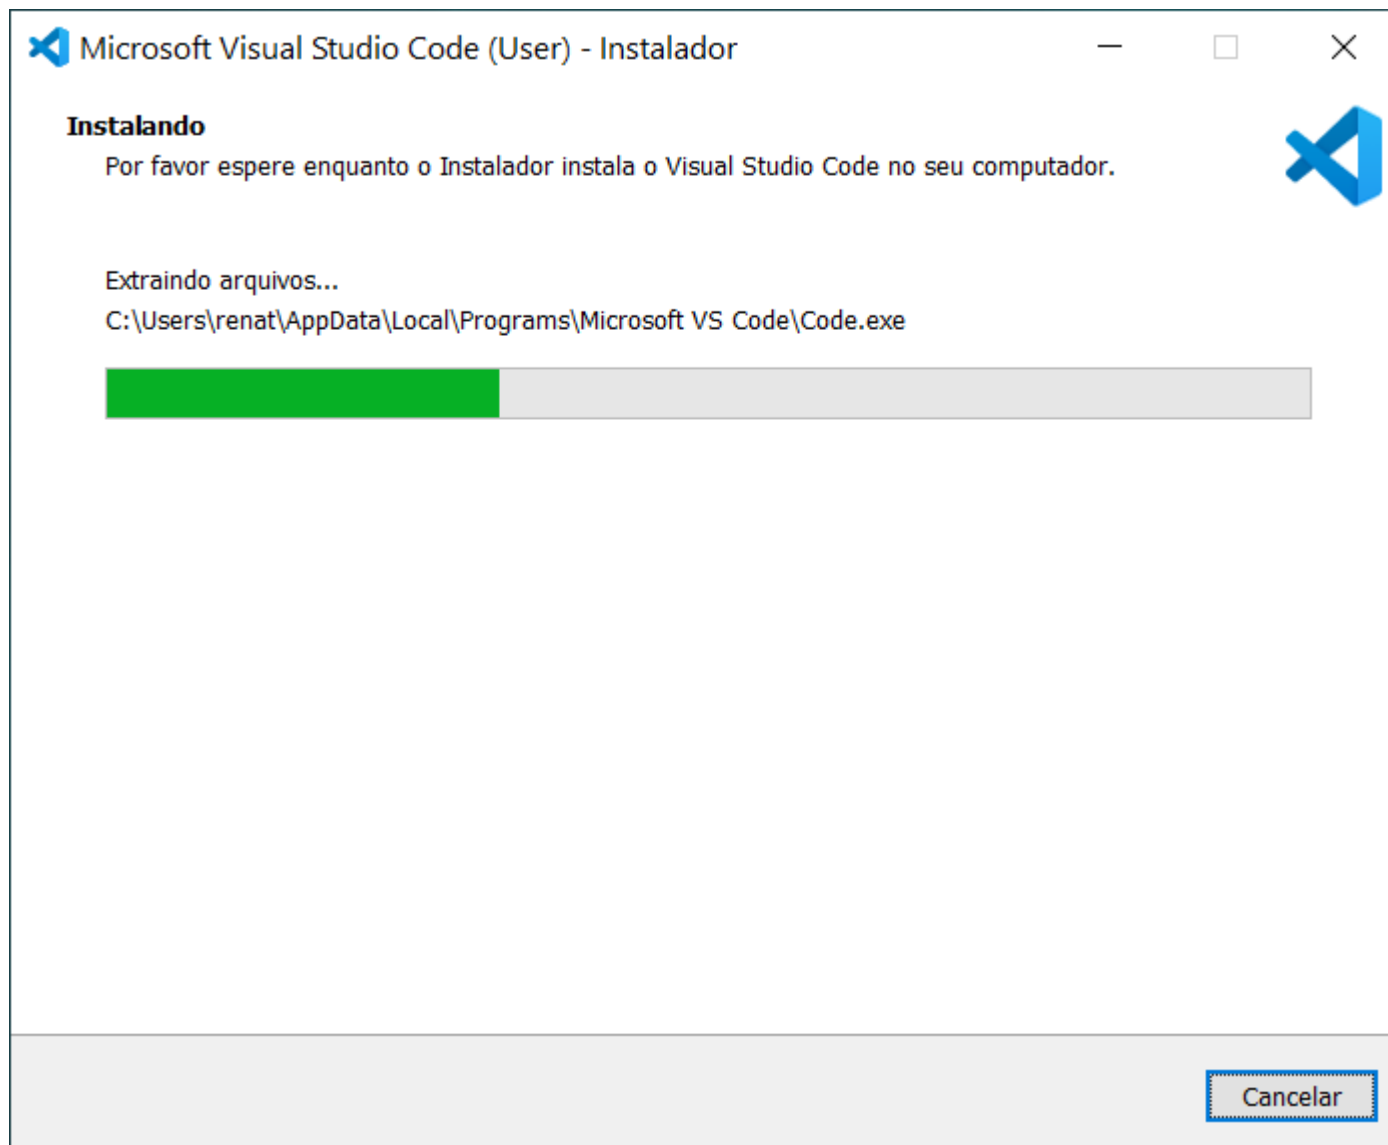 Microsoft Visual Studio Code (User) - Instalador
Instalando
Por favor espere enquanto o Instalador instala o Visual Studio Code no seu computador.
Extraindo arquivos...
C:\Users\renat\AppData\Local\Programs\Microsoft VS Code\Code.exe
Cancelar